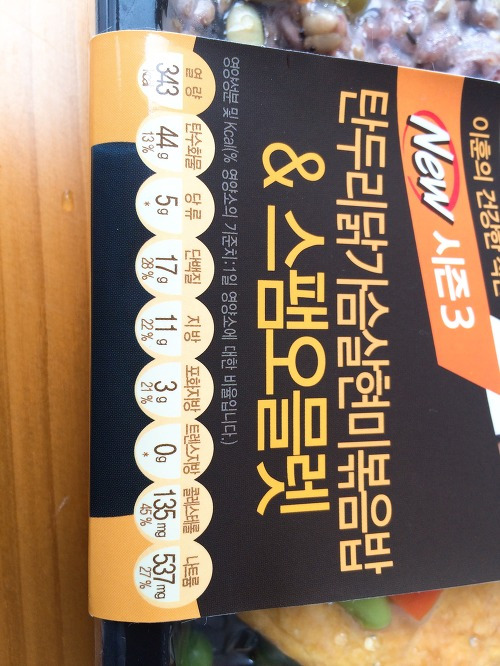 이훈의 건강한
New 시즌3
탄두리닭가슴살현미볶음밥
& 스팸오믈렛
영양성분 및 Kcal(% 영양소의 기준치:1일 영양소에 대한 비율입니다.)
열량 탄수화물 당류 단백질 지방 포화지방 트랜스지방 콜레스테롤 나트륨
343 kcal 44g 5g 17g 11g 3g 0g 135mg 537mg
13% * 28% 22% 21% * 45% 27%